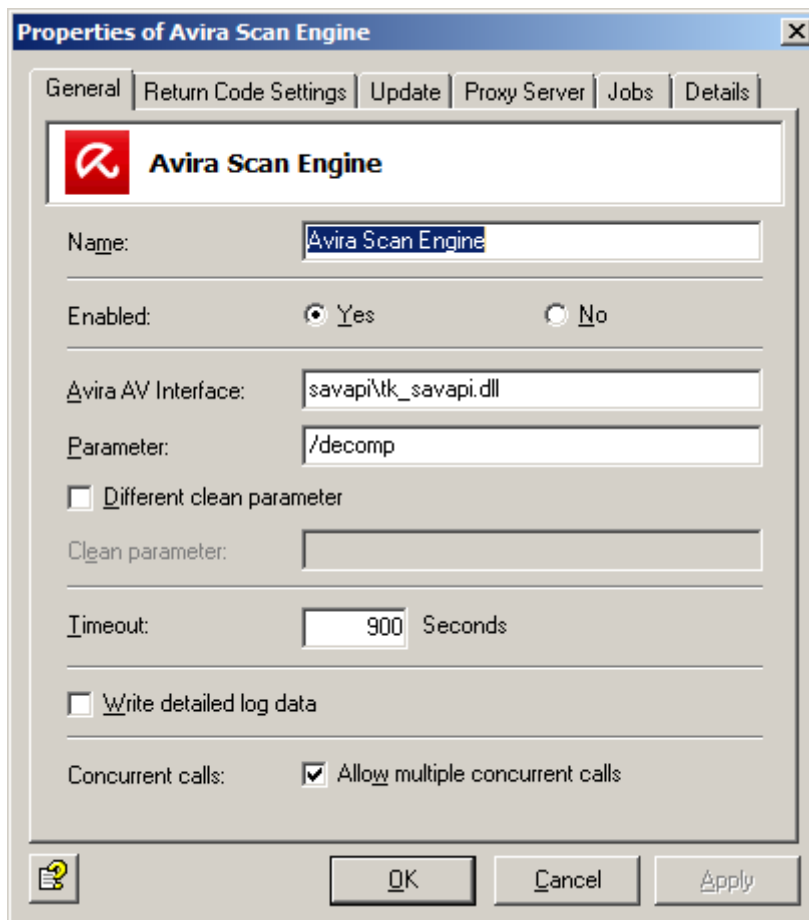 Properties of Avira Scan Engine
General Return Code Settings Update Proxy Server Jobs Details
Avira Scan Engine
Name: Avira Scan Engine
Enabled: Yes No
Avira AV Interface: savapi\tk_savapi.dll
Parameter: /decomp
Different clean parameter
Clean parameter:
Timeout: 900 Seconds
Write detailed log data
Concurrent calls: Allow multiple concurrent calls
OK Cancel Apply